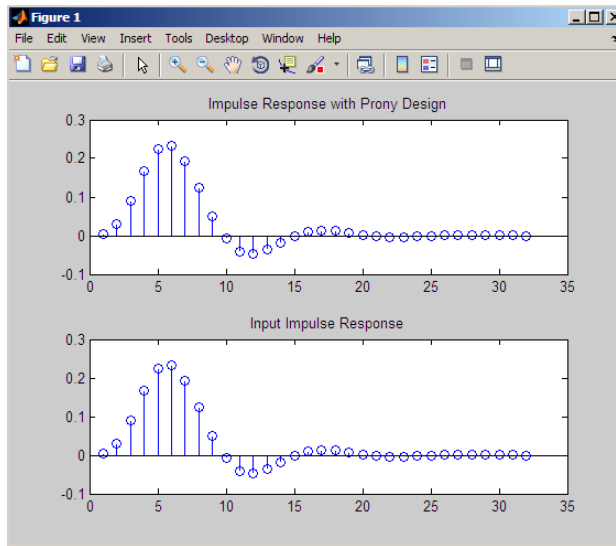 Figure 1
File Edit View Insert Tools Desktop Window Help
Impulse Response with Prony Design
0.3
0.2
0.1
0
-0.1
0 5 10 15 20 25 30 35
Input Impulse Response
0.3
0.2
0.1
0
-0.1
0 5 10 15 20 25 30 35